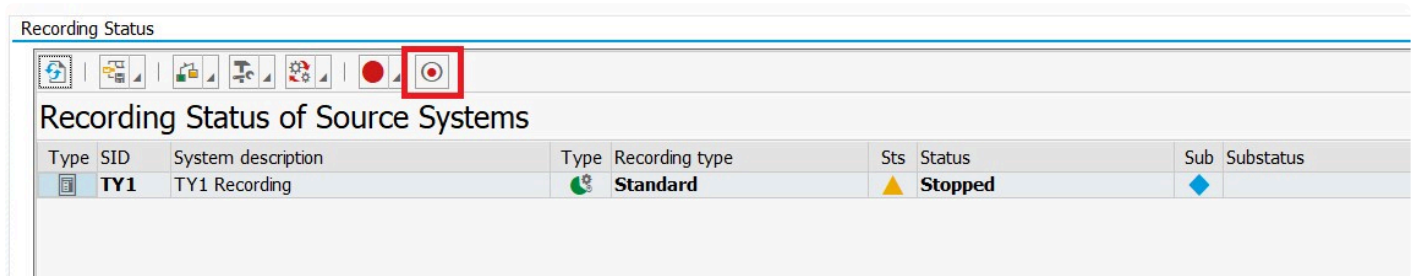 Recording Status
Recording Status of Source Systems
Type SID System description Type Recording type Sts Status Sub Substatus
TY1 TY1 Recording Standard Stopped